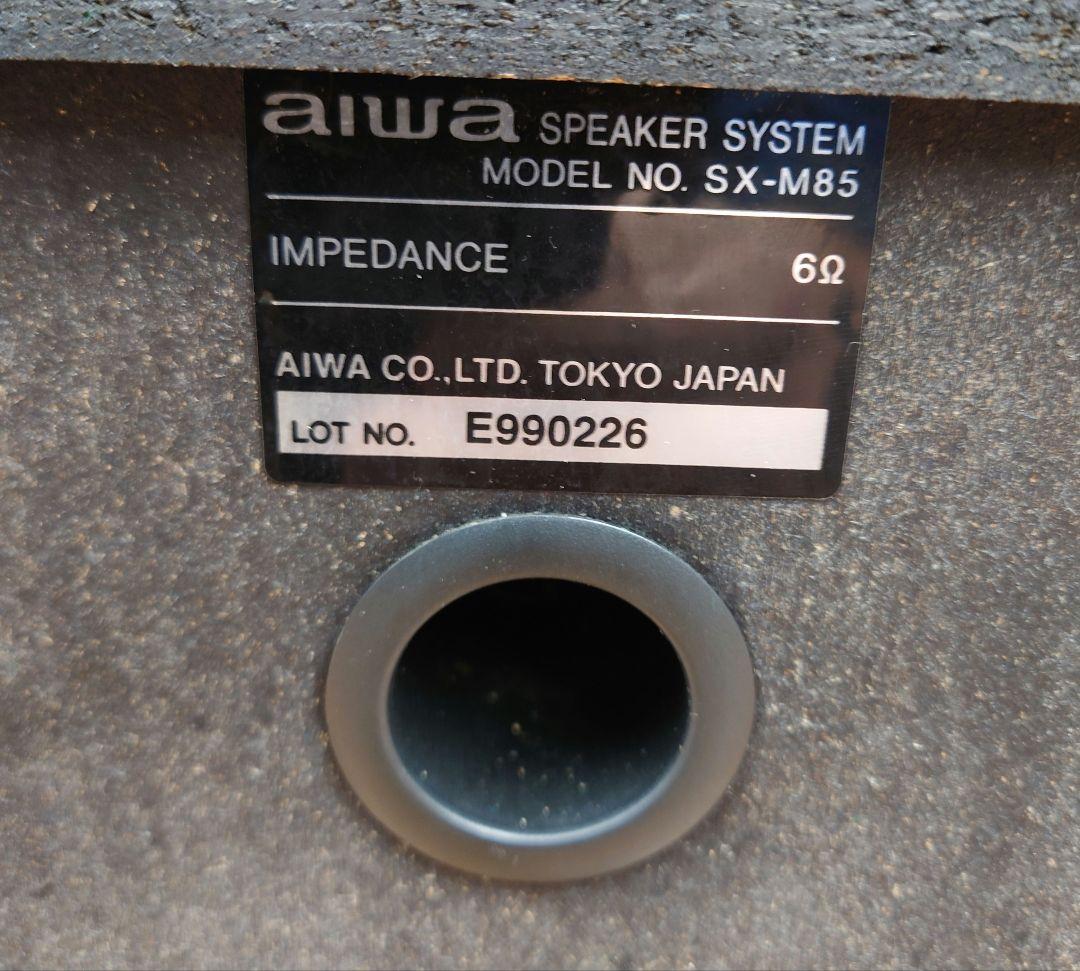 aiwa SPEAKER SYSTEM
MODEL NO. SX-M85
IMPEDANCE 6Ω
AIWA CO.,LTD. TOKYO JAPAN
LOT NO. E990226